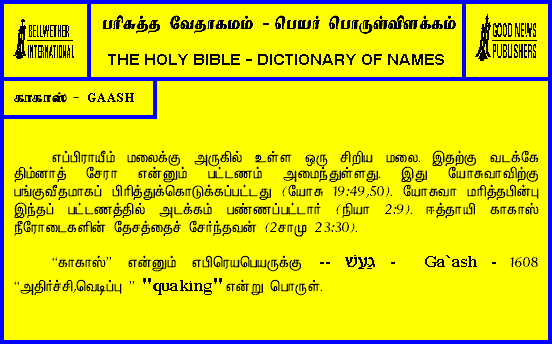 BELLWETHER
INTERNATIONAL
பரிசுத்த வேதாகமம் - பெயர் பொருள்விளக்கம்
THE HOLY BIBLE - DICTIONARY OF NAMES
GOOD NEWS
PUBLISHERS
காகாஸ் - GAASH
எப்பிராயீம் மலைக்கு அருகில் உள்ள ஒரு சிறிய மலை. இதற்கு வடக்கே
திம்னாத் சேரா என்னும் பட்டணம் அமைந்துள்ளது. இது யோசுவாவிற்கு
பங்குவீதமாகப் பிரித்துக்கொடுக்கப்பட்டது (யோசு 19:49,50). யோசுவா மரித்தபின்பு
இந்தப் பட்டணத்தில் அடக்கம் பண்ணப்பட்டார் (நியா 2:9). ஈத்தாயி காகாஸ்
நீரோடைகளின் தேசத்தைச் சேர்ந்தவன் (2சாமு 23:30).
“காகாஸ்” என்னும் எபிரெயபெயருக்கு -- גַּעַשׁ - Ga`ash - 1608
“அதிர்ச்சி,வெடிப்பு ” "quaking" என்று பொருள்.